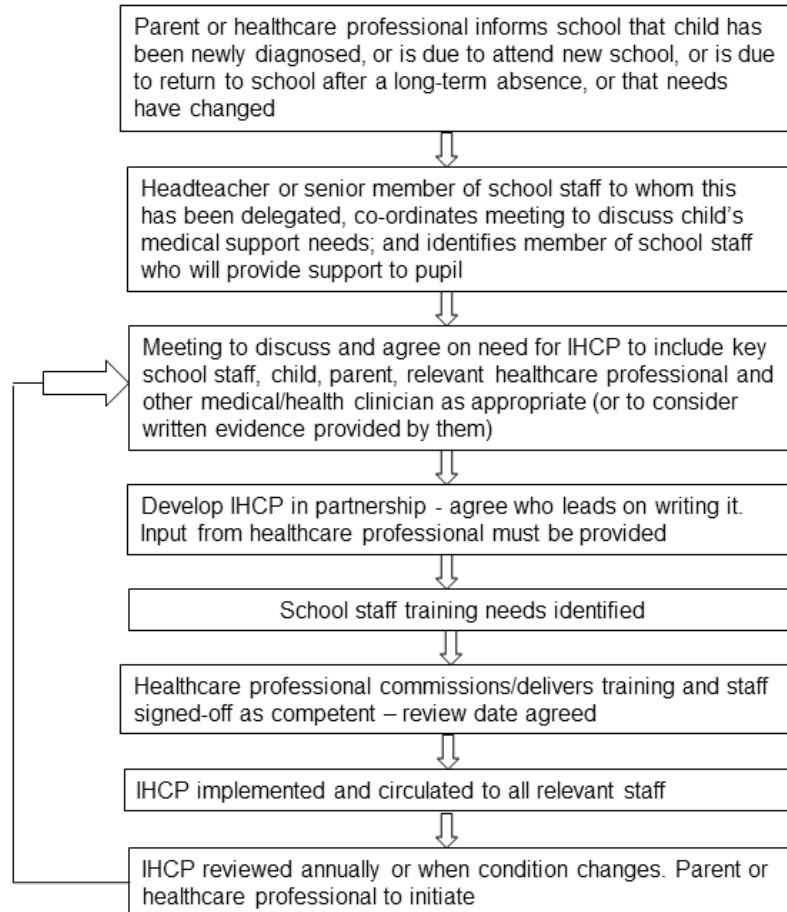 Parent or healthcare professional informs school that child has
been newly diagnosed, or is due to attend new school, or is due
to return to school after a long-term absence, or that needs
have changed
Headteacher or senior member of school staff to whom this
has been delegated, co-ordinates meeting to discuss child's
medical support needs; and identifies member of school staff
who will provide support to pupil
Meeting to discuss and agree on need for IHCP to include key
school staff, child, parent, relevant healthcare professional and
other medical/health clinician as appropriate (or to consider
written evidence provided by them)
Develop IHCP in partnership - agree who leads on writing it.
Input from healthcare professional must be provided
School staff training needs identified
Healthcare professional commissions/delivers training and staff
signed-off as competent – review date agreed
IHCP implemented and circulated to all relevant staff
IHCP reviewed annually or when condition changes. Parent or
healthcare professional to initiate